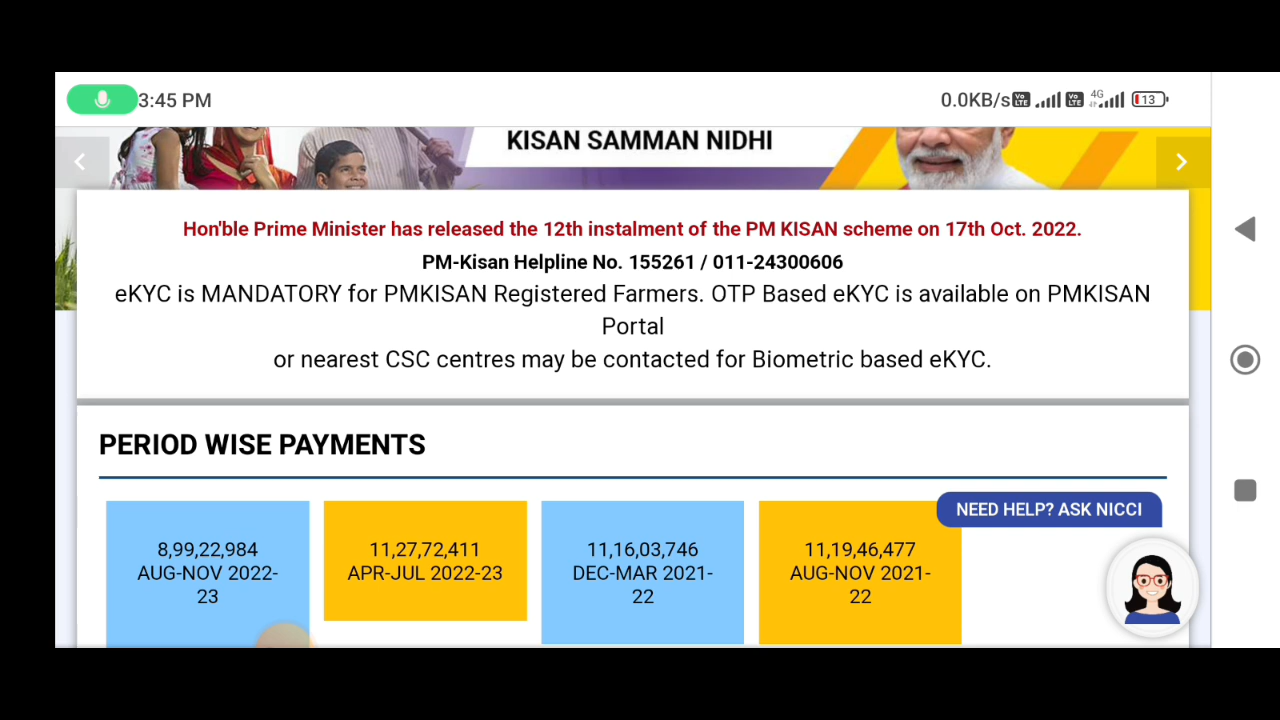 3:45 PM
0.0KB/s Vo LTE Vo LTE 4G 13
KISAN SAMMAN NIDHI
Hon'ble Prime Minister has released the 12th instalment of the PM KISAN scheme on 17th Oct. 2022.
PM-Kisan Helpline No. 155261 / 011-24300606
eKYC is MANDATORY for PMKISAN Registered Farmers. OTP Based eKYC is available on PMKISAN
Portal
or nearest CSC centres may be contacted for Biometric based eKYC.
PERIOD WISE PAYMENTS
NEED HELP? ASK NICCI
8,99,22,984
AUG-NOV 2022-
23
11,27,72,411
APR-JUL 2022-23
11,16,03,746
DEC-MAR 2021-
22
11,19,46,477
AUG-NOV 2021-
22